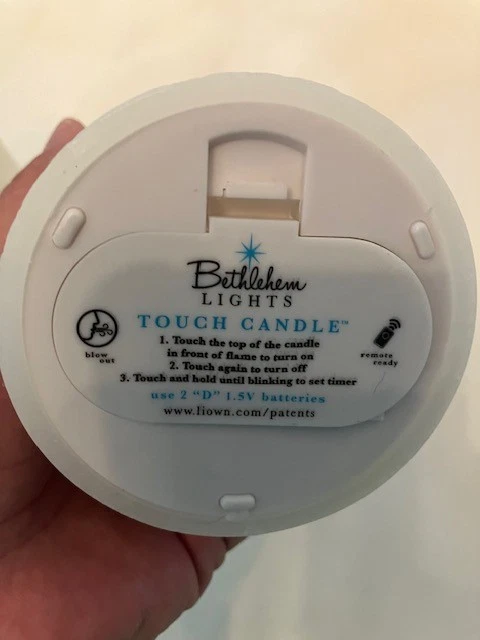 Bethlehem
LIGHTS
TOUCH CANDLE™
1. Touch the top of the candle
in front of flame to turn on
2. Touch again to turn off
3. Touch and hold until blinking to set timer
use 2 "D" 1.5V batteries
www.fiown.com/patents
blow
out
remote
ready